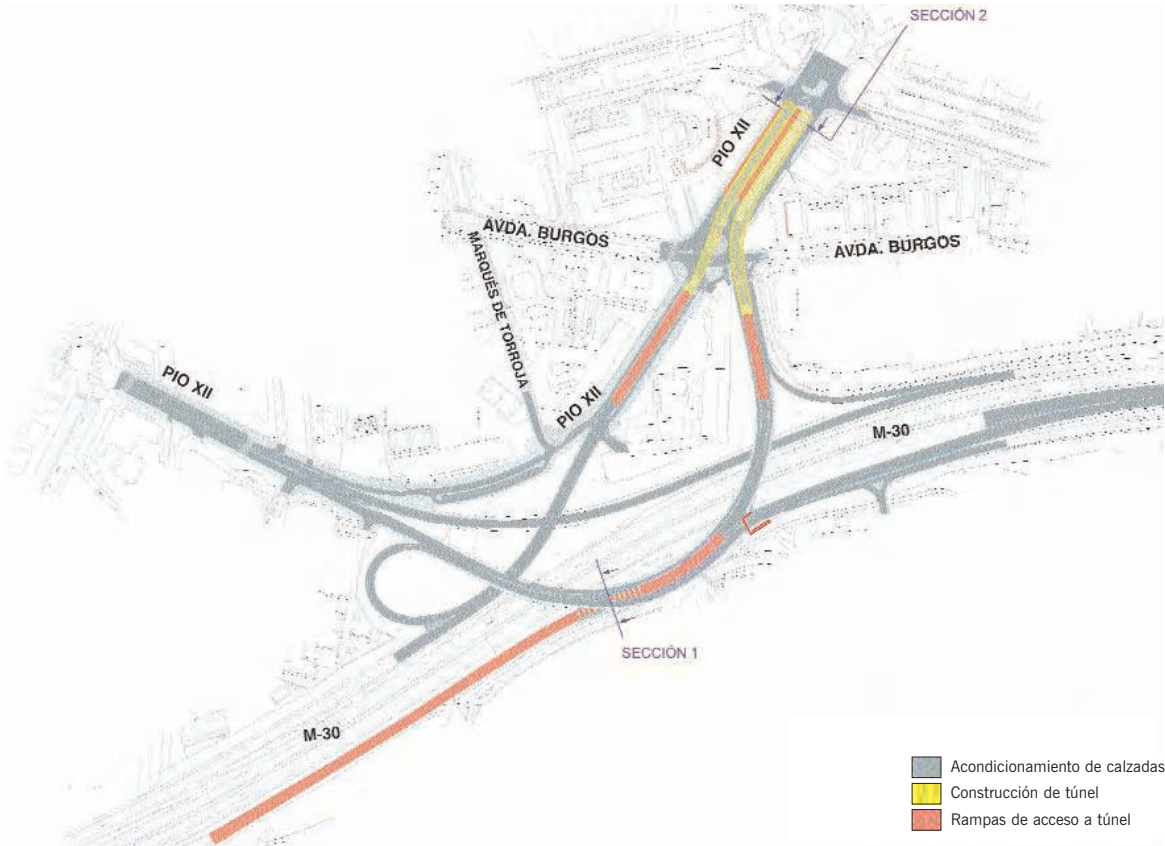 SECCIÓN 2
PIO XII
AVDA. BURGOS
AVDA. BURGOS
MARQUÉS DE TORROJA
PIO XII
PIO XII
M-30
SECCIÓN 1
M-30
Acondicionamiento de calzadas
Construcción de túnel
Rampas de acceso a túnel